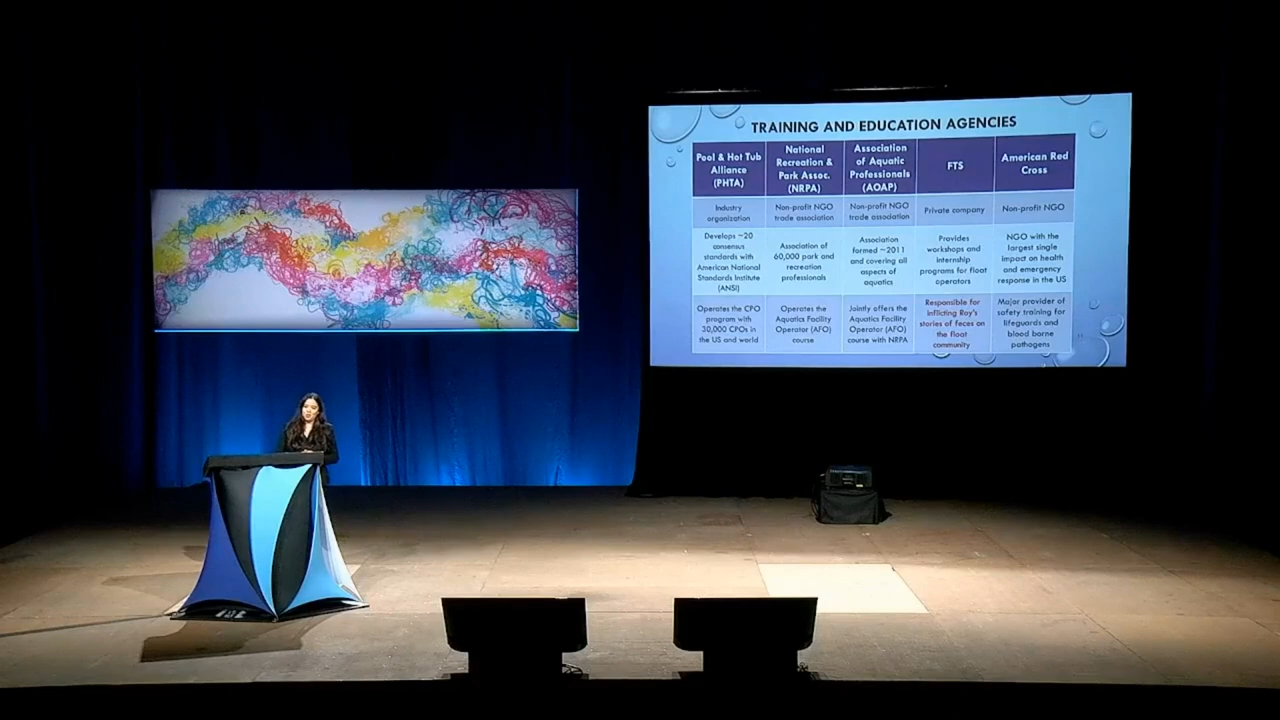 TRAINING AND EDUCATION AGENCIES
Pool & Hot Tub
Alliance
(PHTA)
National
Recreation &
Park Assoc.
(NRPA)
Association
of Aquatic
Professionals
(AOAP)
FTS
American Red
Cross
Industry
organization
Non-profit NGO
trade association
Non-profit NGO
trade association
Private company
Non-profit NGO
Develops ~20
consensus
standards with
American National
Standards Institute
(ANSI)
Association of
60,000 park and
recreation
professionals
Association
formed ~2011
and covering all
aspects of
aquatics
Provides
workshops and
internship
programs for float
operators
NGO with the
largest single
impact on health
and emergency
response in the US
Operates the CPO
program with
30,000 CPOs in
the US and world
Operates the
Aquatics Facility
Operator (AFO)
course
Jointly offers the
Aquatics Facility
Operator (AFO)
course with NRPA
Responsible for
inflicting Roy's
stories of feces on
the float
community
Major provider of
safety training for
lifeguards and
blood borne
pathogens